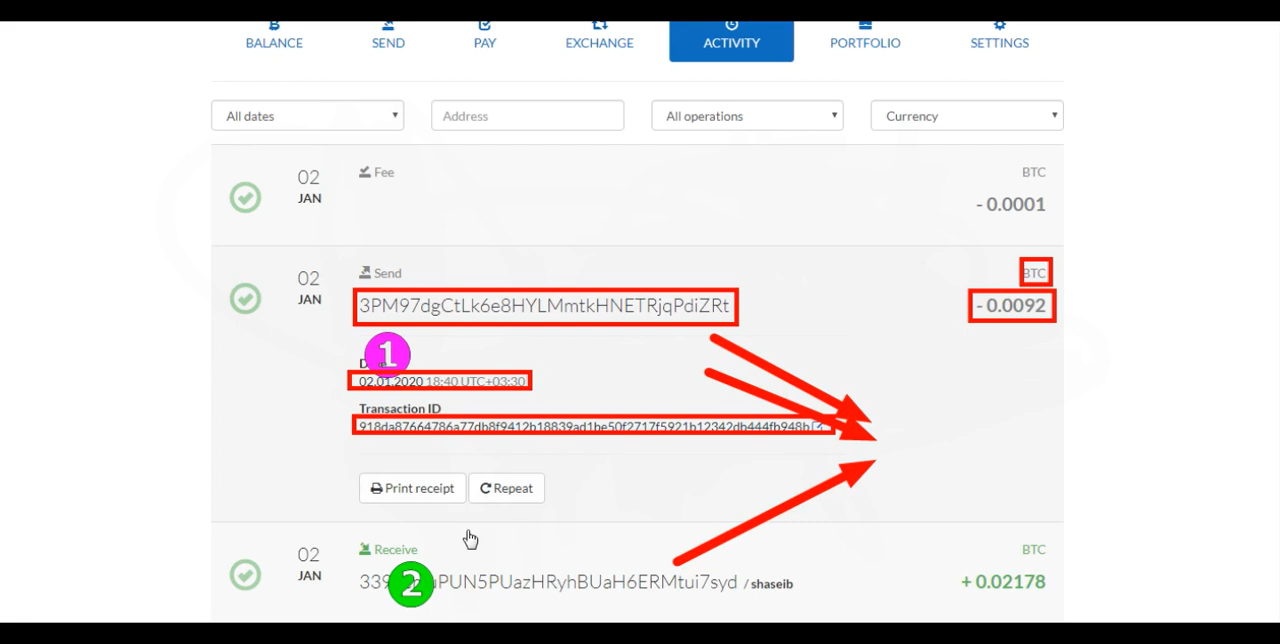 BALANCE SEND PAY EXCHANGE ACTIVITY PORTFOLIO SETTINGS
All dates Address All operations Currency
02 JAN
Fee
BTC
- 0.0001
02 JAN
Send
BTC
3PM97dgCtLk6e8HYLMmtkHNETRjqPdiZRt
- 0.0092
1
02.01.2020 18:40 UTC+03:30
Transaction ID
918da87664786a77db8f9412b18839ad1be50f2717f5921b12342db444fb948b
Print receipt Repeat
02 JAN
Receive
BTC
2
PUN5PUazHRyhBUaH6ERMtui7syd / shaseib
+ 0.02178